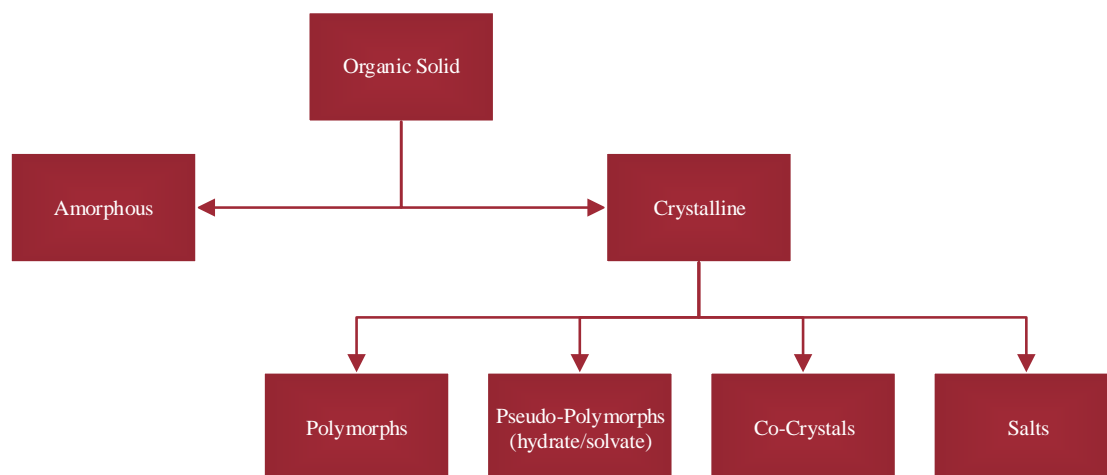 Organic Solid
Amorphous
Crystalline
Polymorphs
Pseudo-Polymorphs
(hydrate/solvate)
Co-Crystals
Salts